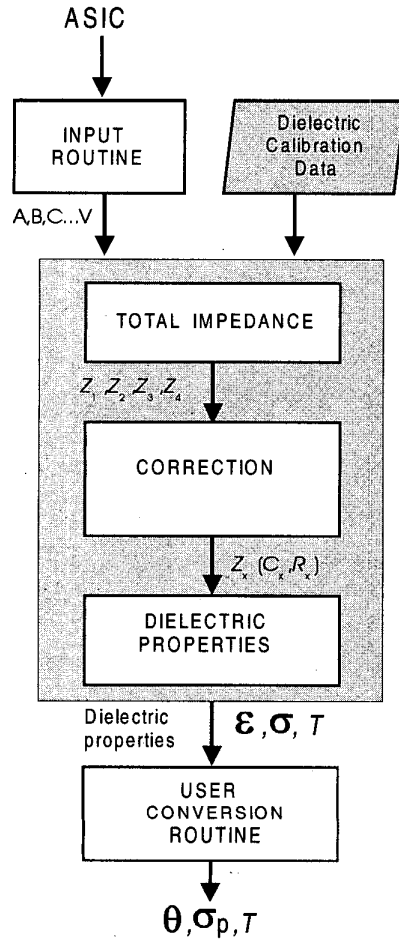 ASIC
INPUT
ROUTINE
Dielectric
Calibration
Data
A,B,C...V
TOTAL IMPEDANCE
Z₁,Z₂,Z₃,Z₄
CORRECTION
Zₓ (Cₓ,Rₓ)
DIELECTRIC
PROPERTIES
Dielectric
properties
ε,σ,T
USER
CONVERSION
ROUTINE
θ,σp,T